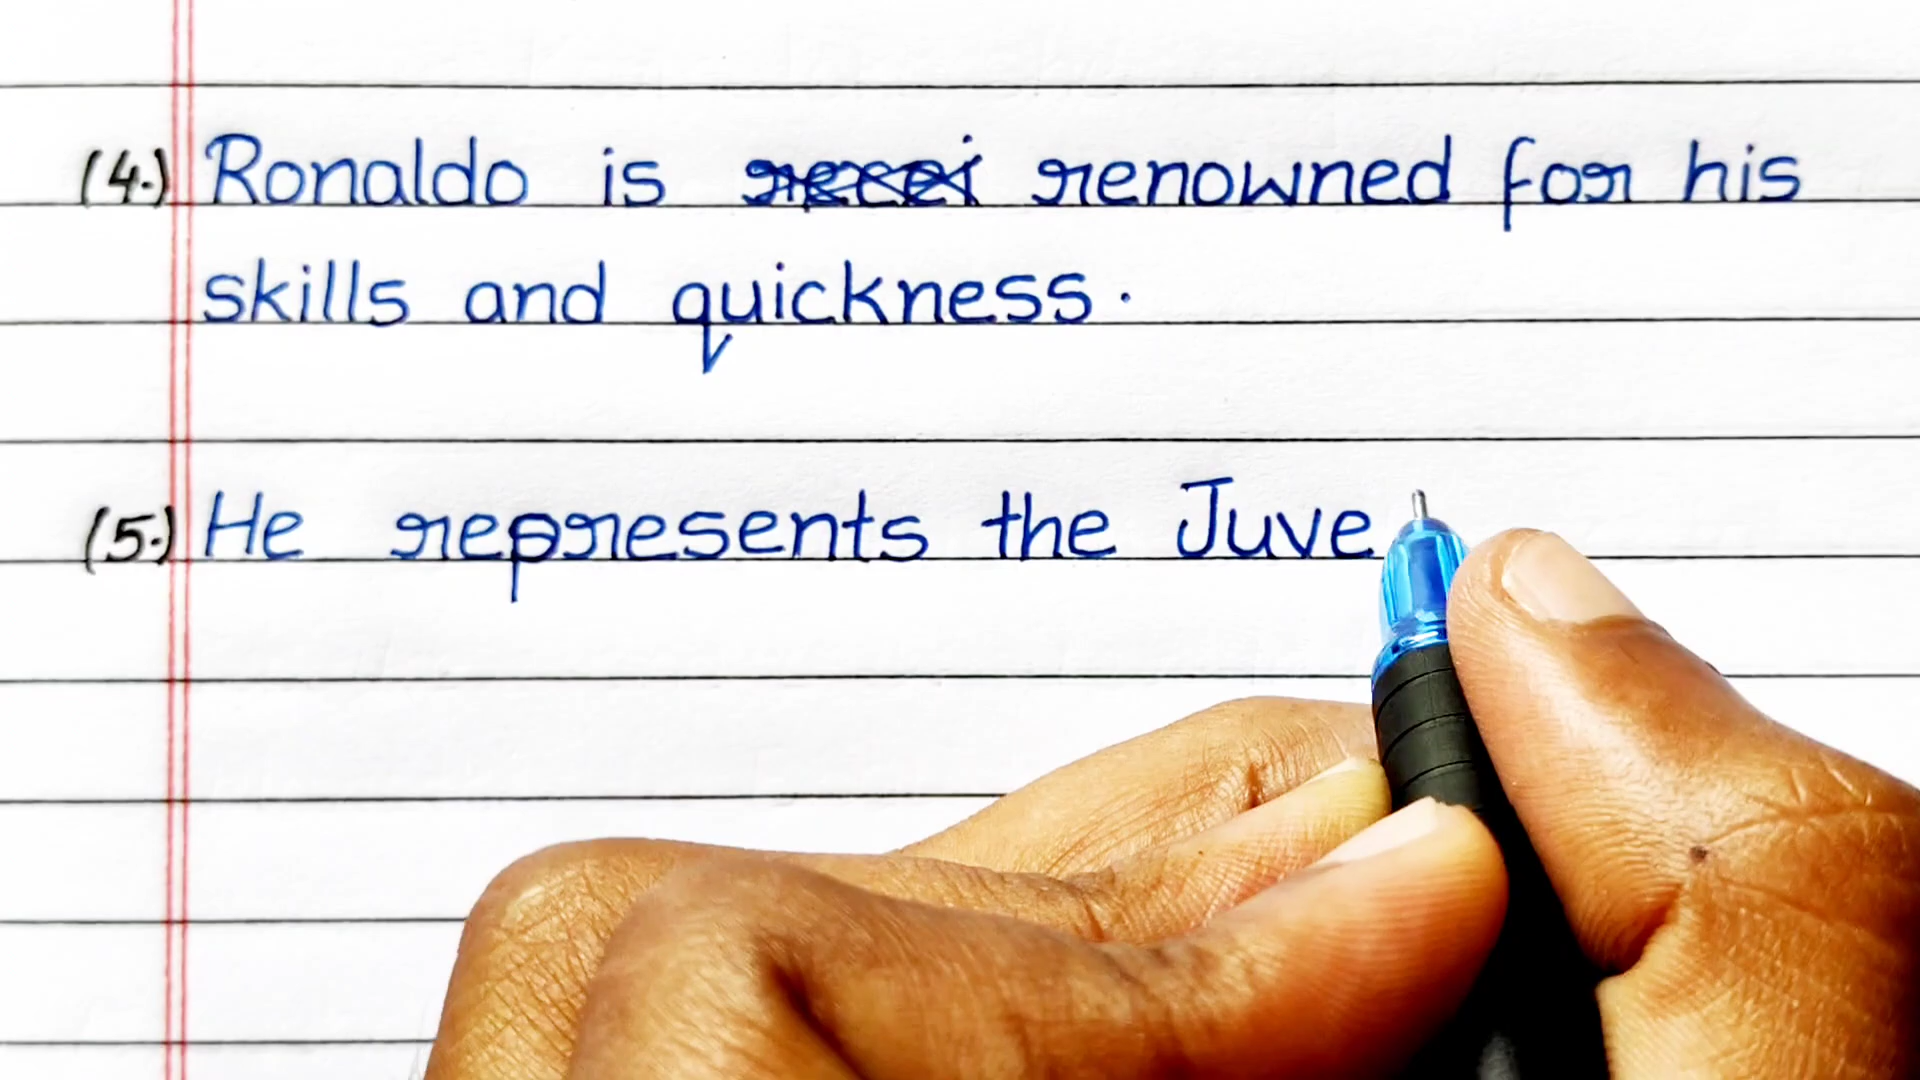 (4.) Ronaldo is renowned for his
skills and quickness.
(5.) He represents the Juve